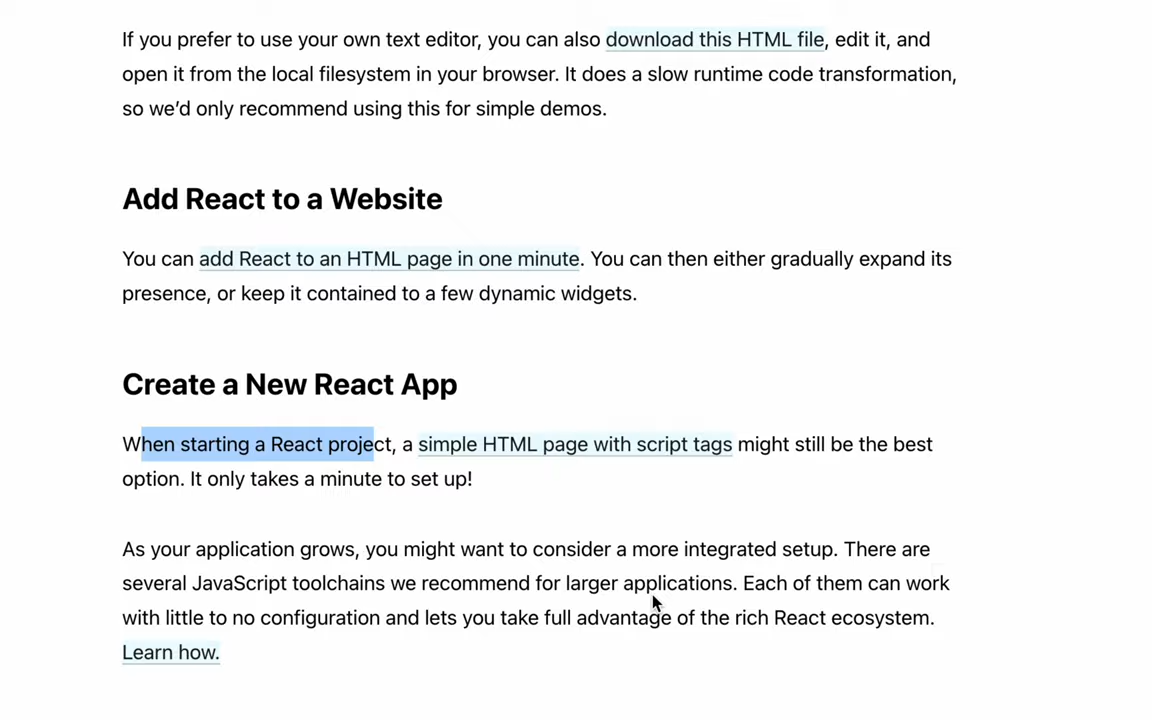 If you prefer to use your own text editor, you can also download this HTML file, edit it, and
open it from the local filesystem in your browser. It does a slow runtime code transformation,
so we’d only recommend using this for simple demos.
Add React to a Website
You can add React to an HTML page in one minute. You can then either gradually expand its
presence, or keep it contained to a few dynamic widgets.
Create a New React App
When starting a React project, a simple HTML page with script tags might still be the best
option. It only takes a minute to set up!
As your application grows, you might want to consider a more integrated setup. There are
several JavaScript toolchains we recommend for larger applications. Each of them can work
with little to no configuration and lets you take full advantage of the rich React ecosystem.
Learn how.